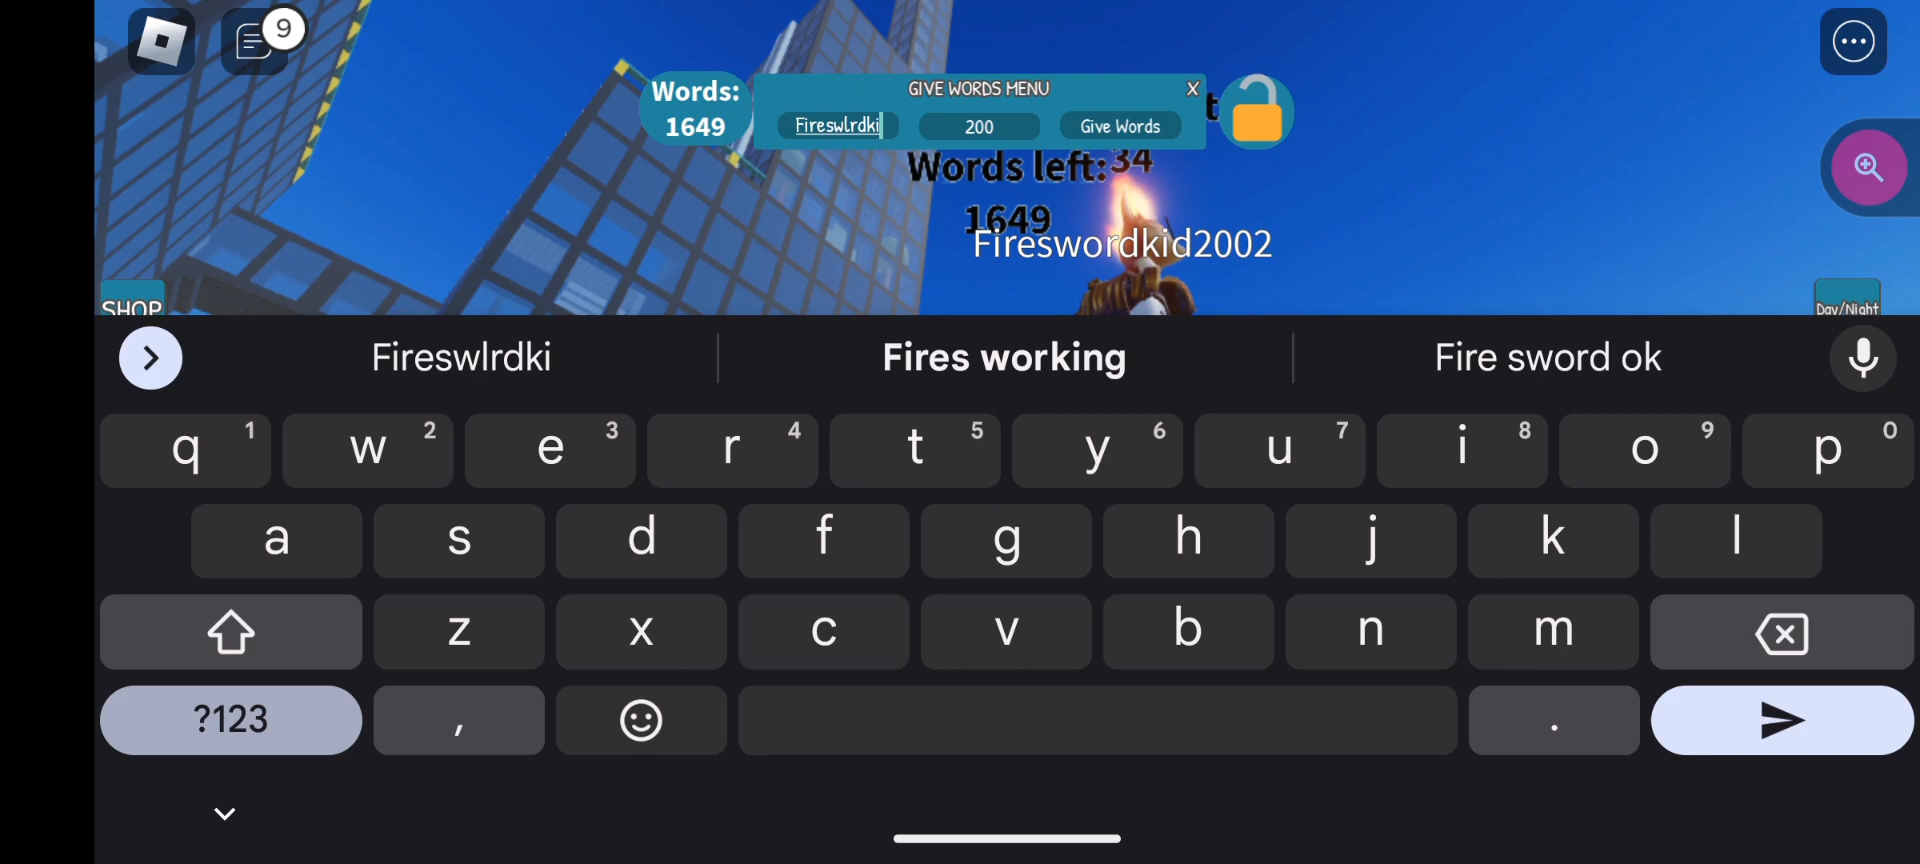 9
Words:
1649
GIVE WORDS MENU
X
Fireswlrdki
200
Give Words
t
Words left:
34
1649
Fireswordkid2002
SHOP
Day/Night
Fireswlrdki
Fires working
Fire sword ok
q 1 w 2 e 3 r 4 t 5 y 6 u 7 i 8 o 9 p 0
a s d f g h j k l
z x c v b n m
?123 , .